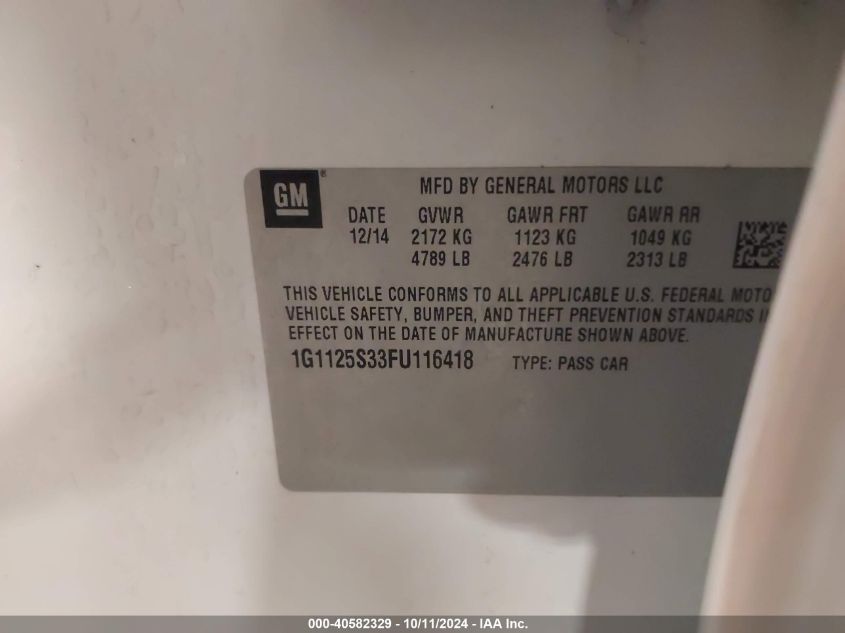 GM ®
MFD BY GENERAL MOTORS LLC
DATE GVWR GAWR FRT GAWR RR
12/14 2172 KG 1123 KG 1049 KG
4789 LB 2476 LB 2313 LB
THIS VEHICLE CONFORMS TO ALL APPLICABLE U.S. FEDERAL MOTO
VEHICLE SAFETY, BUMPER, AND THEFT PREVENTION STANDARDS I
EFFECT ON THE DATE OF MANUFACTURE SHOWN ABOVE.
1G1125S33FU116418 TYPE: PASS CAR
000-40582329 - 10/11/2024 - IAA Inc.